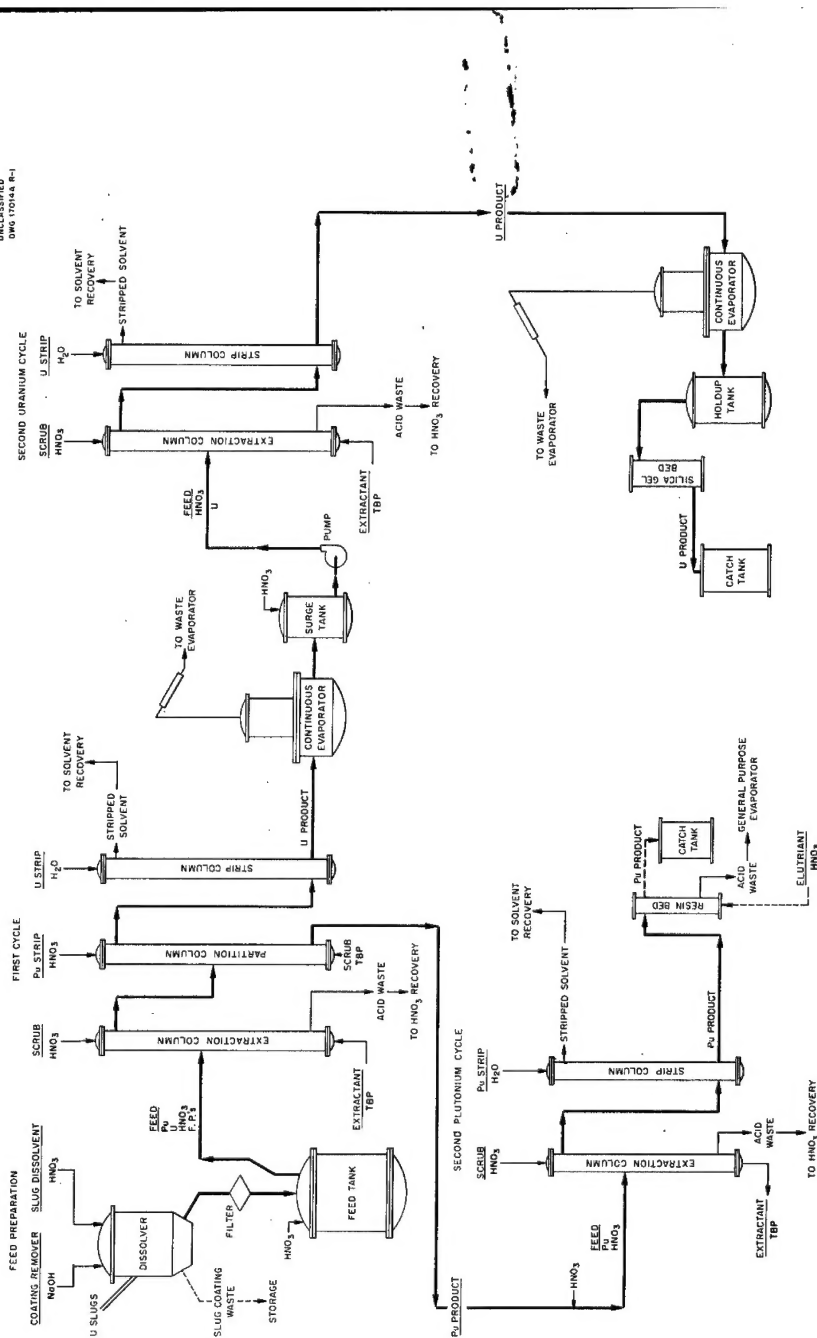 UNCLASSIFIED
DWG 17014A R-1
FEED PREPARATION
COATING REMOVER
NaOH
SLUG DISSOLVENT
HNO3
U SLUGS
DISSOLVER
SLUG COATING
WASTE
STORAGE
FILTER
HNO3
FEED TANK
FEED
Pu
U
HNO3
F.P.'s
FIRST CYCLE
SCRUB
HNO3
EXTRACTION COLUMN
EXTRACTANT
TBP
ACID WASTE
TO HNO3 RECOVERY
Pu STRIP
HNO3
PARTITION COLUMN
SCRUB
TBP
U STRIP
H2O
STRIP COLUMN
STRIPPED
SOLVENT
TO SOLVENT
RECOVERY
U PRODUCT
CONTINUOUS
EVAPORATOR
TO WASTE
EVAPORATOR
HNO3
SURGE
TANK
PUMP
FEED
HNO3
U
SECOND URANIUM CYCLE
SCRUB
HNO3
EXTRACTION COLUMN
EXTRACTANT
TBP
ACID WASTE
TO HNO3 RECOVERY
U STRIP
H2O
STRIP COLUMN
STRIPPED SOLVENT
TO SOLVENT
RECOVERY
U PRODUCT
CONTINUOUS
EVAPORATOR
TO WASTE
EVAPORATOR
HOLDUP
TANK
SILICA GEL
BED
U PRODUCT
CATCH
TANK
Pu PRODUCT
HNO3
FEED
Pu
HNO3
SECOND PLUTONIUM CYCLE
SCRUB
HNO3
EXTRACTION COLUMN
EXTRACTANT
TBP
ACID
WASTE
TO HNO3 RECOVERY
Pu STRIP
H2O
STRIP COLUMN
STRIPPED SOLVENT
TO SOLVENT
RECOVERY
Pu PRODUCT
RESIN BED
Pu PRODUCT
CATCH
TANK
ACID
WASTE
GENERAL PURPOSE
EVAPORATOR
ELUTRIANT
HNO3